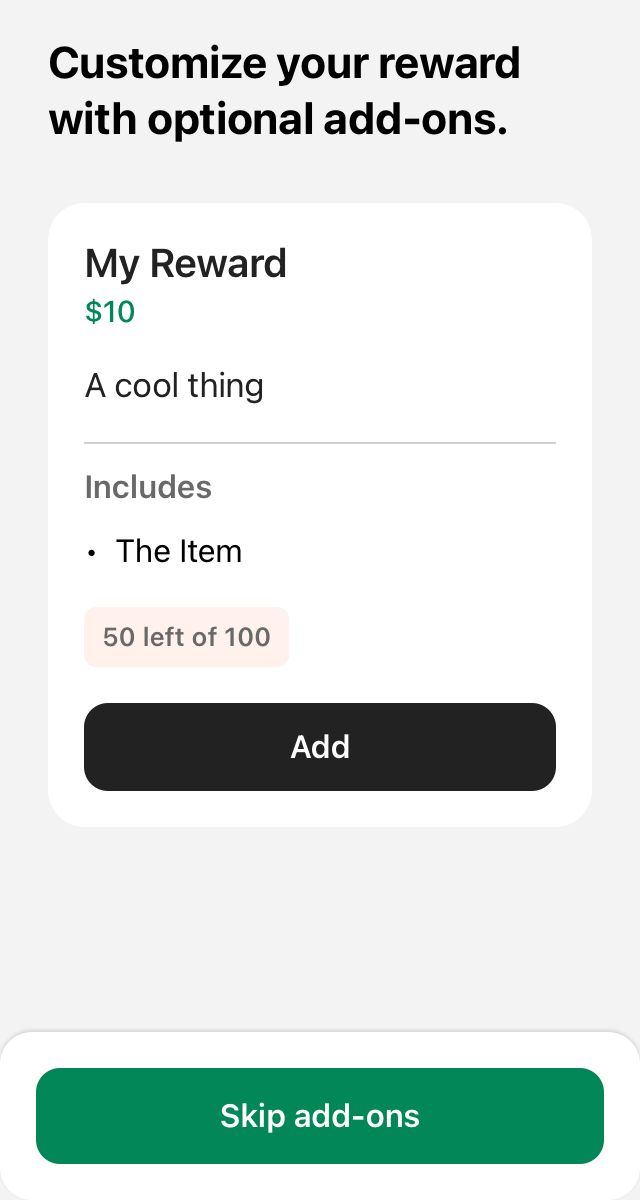 Customize your reward
with optional add-ons.
My Reward
$10
A cool thing
Includes
• The Item
50 left of 100
Add
Skip add-ons